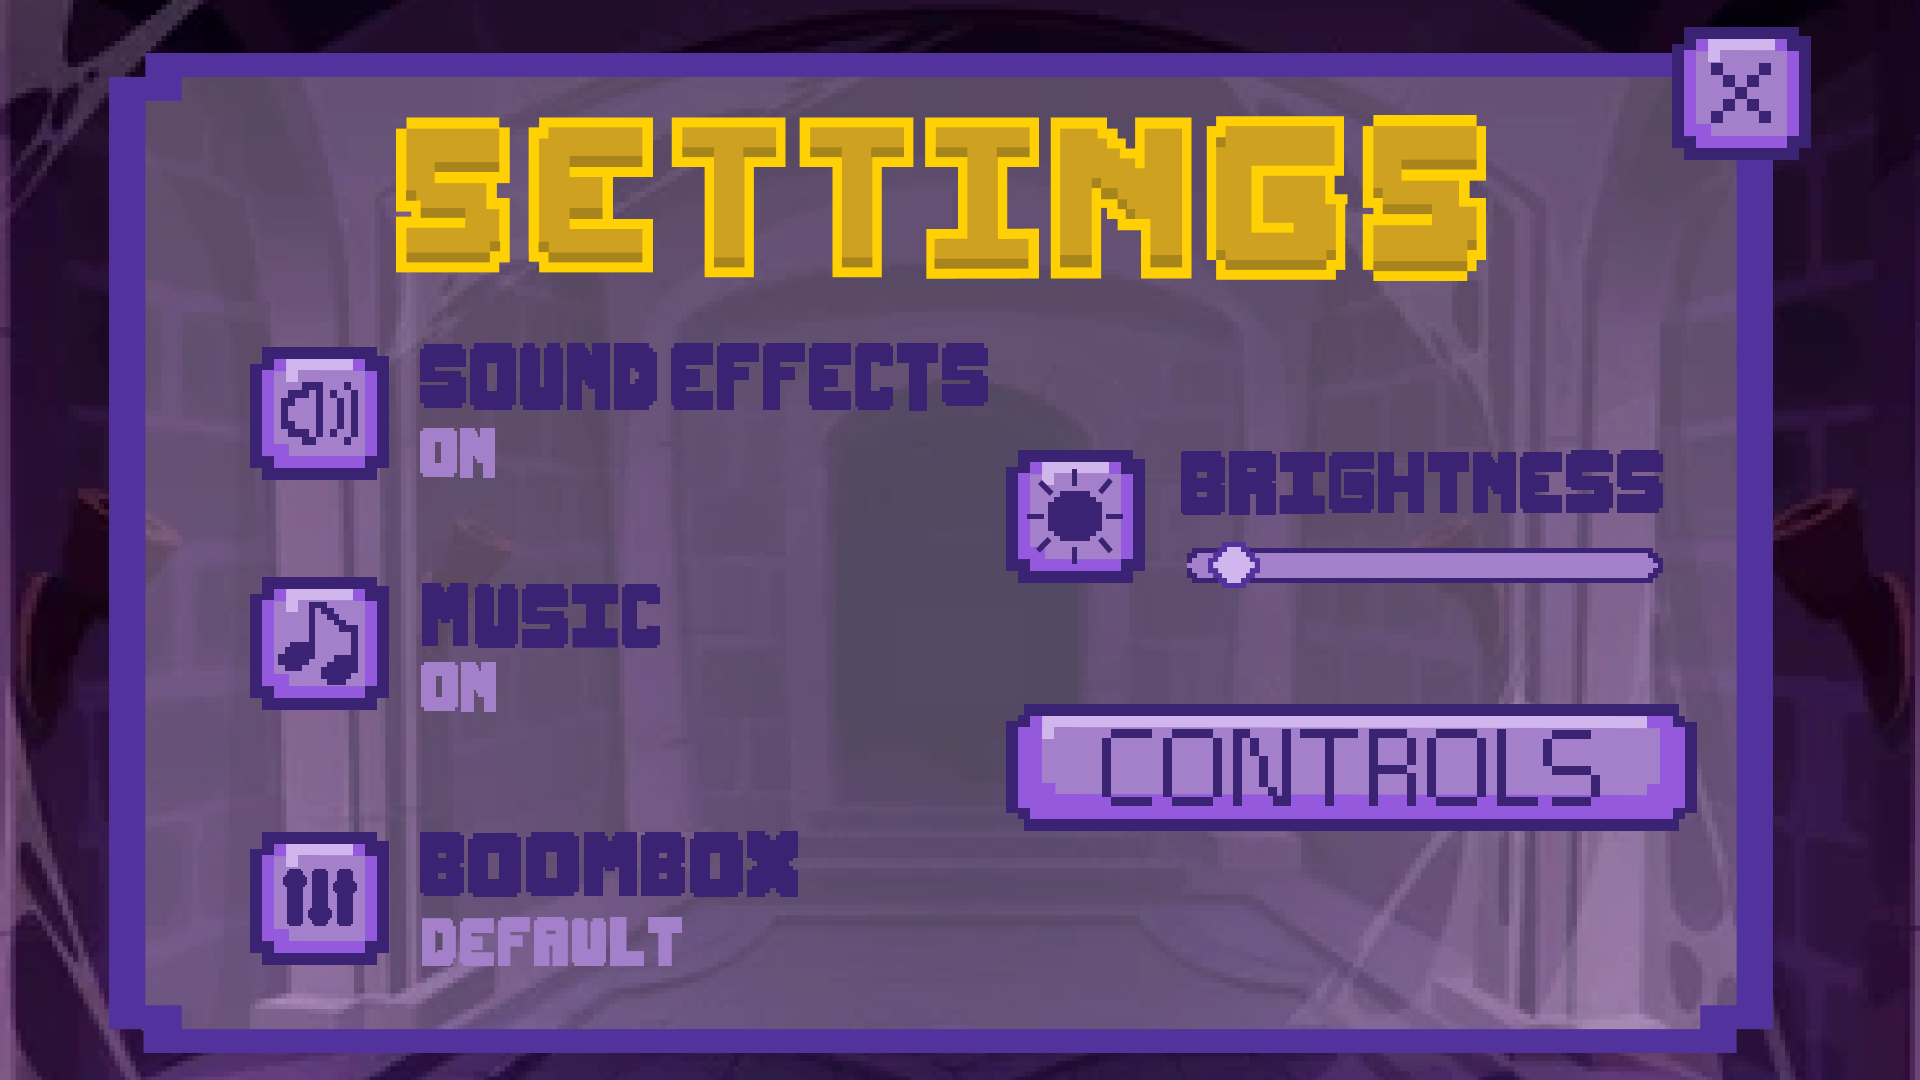 SETTINGS
SOUND EFFECTS
ON
MUSIC
ON
BOOMBOX
DEFAULT
BRIGHTNESS
CONTROLS